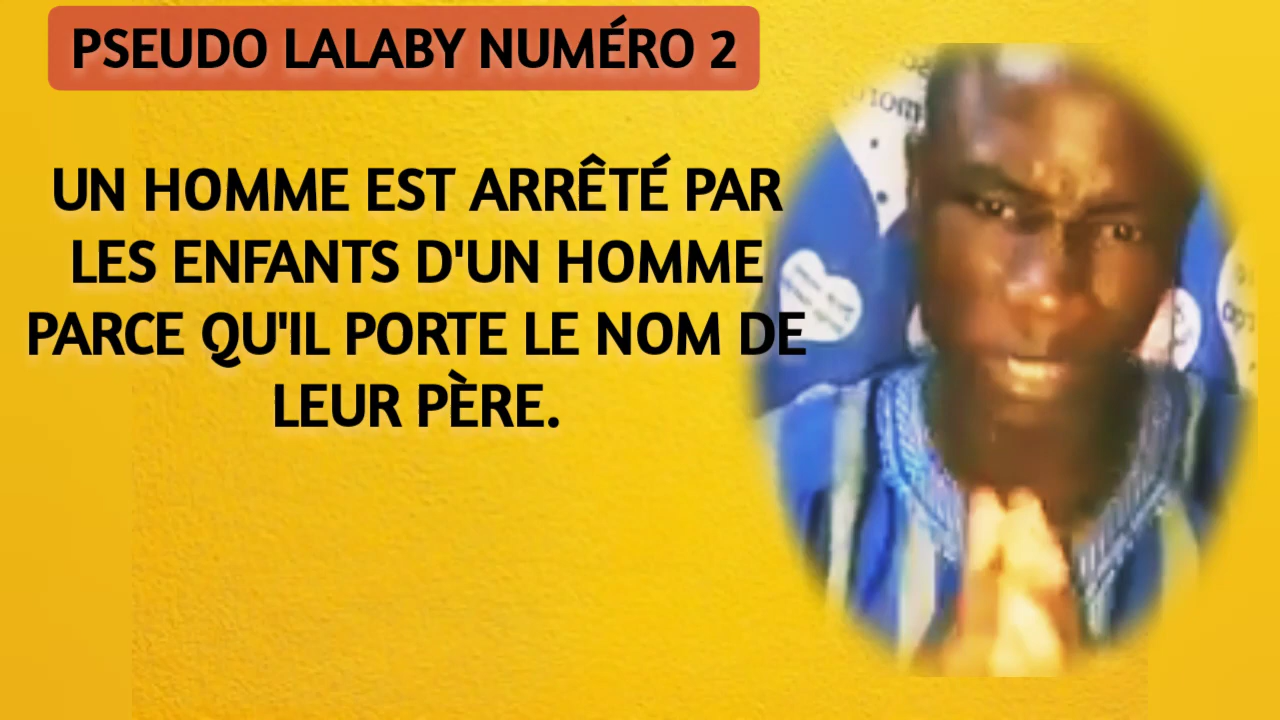 PSEUDO LALABY NUMÉRO 2
UN HOMME EST ARRÊTÉ PAR
LES ENFANTS D'UN HOMME
PARCE QU'IL PORTE LE NOM DE
LEUR PÈRE.